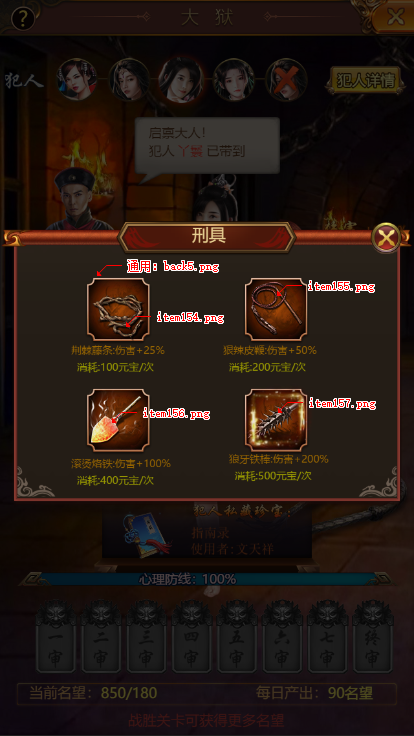 ?
大 狱
犯人
犯人详情
启禀大人！
犯人 丫鬟 已带到
刑具
通用：back5.png
item154.png
item155.png
荆棘藤条:伤害+25%
狠辣皮鞭:伤害+50%
消耗:100元宝/次
消耗:200元宝/次
item156.png
item157.png
滚烫烙铁:伤害+100%
狼牙铁棒:伤害+200%
消耗:400元宝/次
消耗:500元宝/次
犯人私藏珍宝：
指南录
使用者:文天祥
心理防线：100%
一审
二审
三审
四审
五审
六审
七审
终审
当前名望：850/180
每日产出：90名望
战胜关卡可获得更多名望